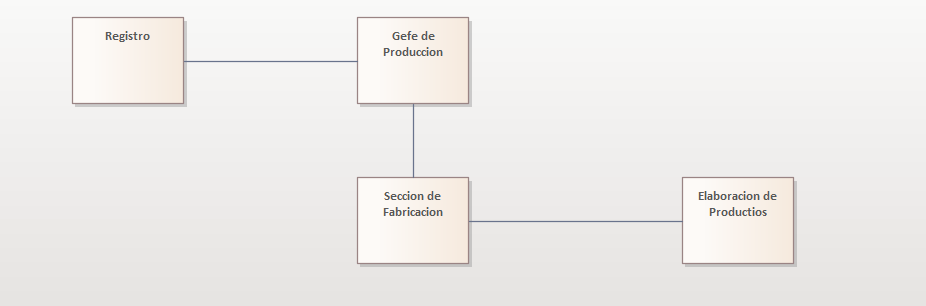 Registro
Gefe de
Produccion
Seccion de
Fabricacion
Elaboracion de
Productios